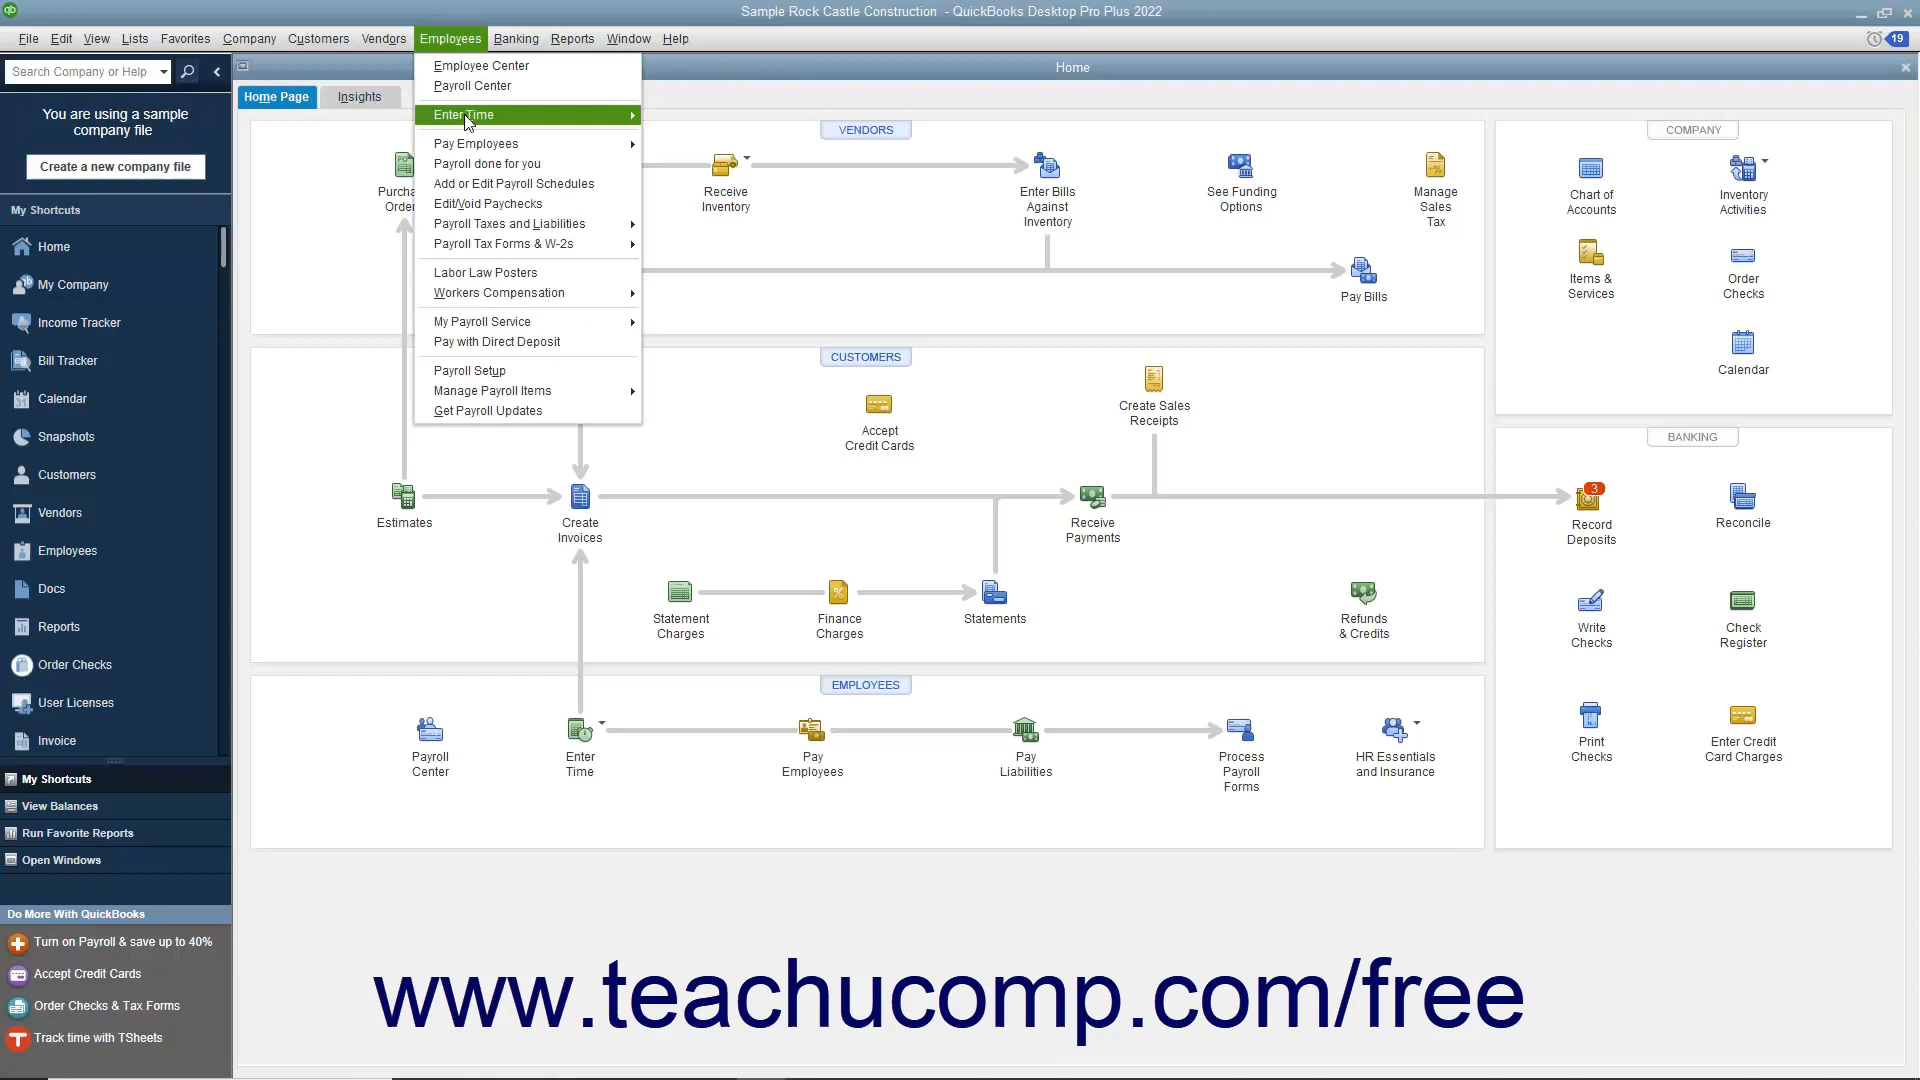 Sample Rock Castle Construction - QuickBooks Desktop Pro Plus 2022
File Edit View Lists Favorites Company Customers Vendors Employees Banking Reports Window Help
19
Search Company or Help
Home
Home Page
Insights
You are using a sample
company file
Create a new company file
My Shortcuts
Home
My Company
Income Tracker
Bill Tracker
Calendar
Snapshots
Customers
Vendors
Employees
Docs
Reports
Order Checks
User Licenses
Invoice
My Shortcuts
View Balances
Run Favorite Reports
Open Windows
Do More With QuickBooks
Turn on Payroll & save up to 40%
Accept Credit Cards
Order Checks & Tax Forms
Track time with TSheets
Employee Center
Payroll Center
Enter Time
Pay Employees
Payroll done for you
Add or Edit Payroll Schedules
Edit/Void Paychecks
Payroll Taxes and Liabilities
Payroll Tax Forms & W-2s
Labor Law Posters
Workers Compensation
My Payroll Service
Pay with Direct Deposit
Payroll Setup
Manage Payroll Items
Get Payroll Updates
VENDORS
Receive
Inventory
Enter Bills
Against
Inventory
See Funding
Options
Manage
Sales
Tax
Pay Bills
CUSTOMERS
Accept
Credit Cards
Create Sales
Receipts
Estimates
Create
Invoices
Receive
Payments
Statement
Charges
Finance
Charges
Statements
Refunds
& Credits
EMPLOYEES
Payroll
Center
Enter
Time
Pay
Employees
Pay
Liabilities
Process
Payroll
Forms
HR Essentials
and Insurance
COMPANY
Chart of
Accounts
Inventory
Activities
Items &
Services
Order
Checks
Calendar
BANKING
3
Record
Deposits
Reconcile
Write
Checks
Check
Register
Print
Checks
Enter Credit
Card Charges
www.teachucomp.com/free